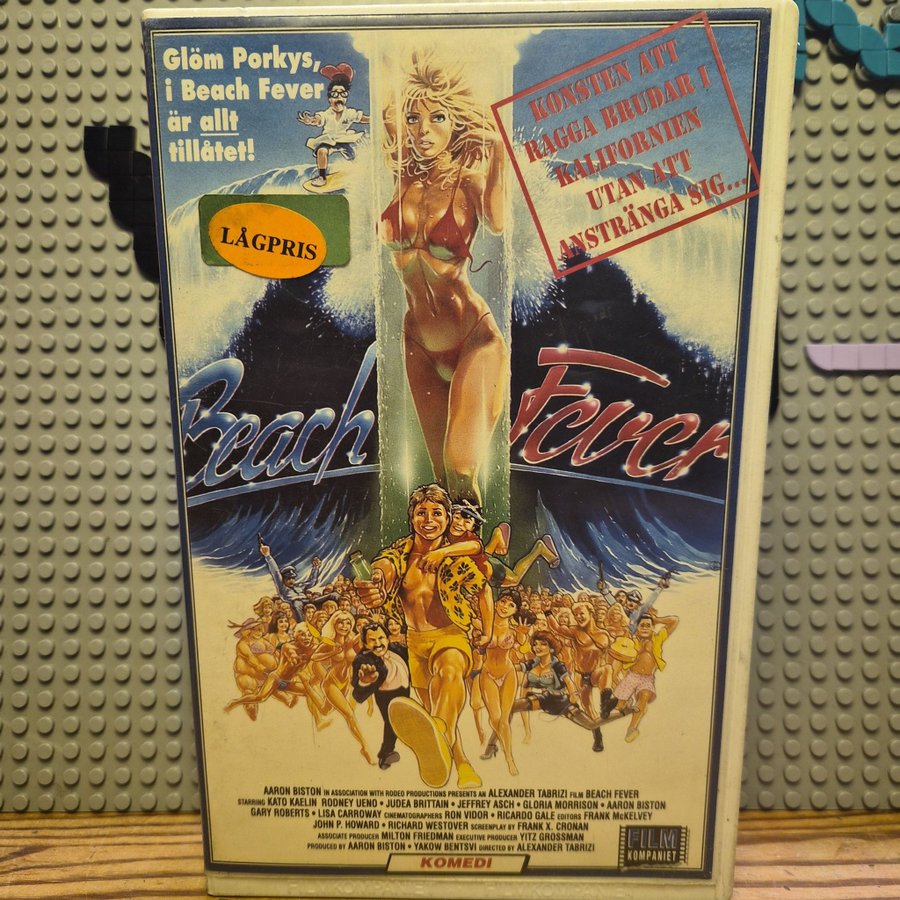 Glöm Porkys,
i Beach Fever
är allt
tillåtet!
KONSTEN ATT
RAGGA BRUDAR I
KALIFORNIEN
UTAN ATT
ANSTRÄNGA SIG...
LÅGPRIS
Beach Fever
AARON BISTON IN ASSOCIATION WITH RODEO PRODUCTIONS PRESENTS AN ALEXANDER TABRIZI FILM BEACH FEVER
STARRING KATO KAELIN RODNEY UENO • JUDEA BRITTAIN • JEFFREY ASCH • GLORIA MORRISON • AARON BISTON
GARY ROBERTS • LISA CARROWAY CINEMATOGRAPHERS RON VIDOR • RICARDO GALE EDITORS FRANK McKELVEY
JOHN P. HOWARD • RICHARD WESTOVER SCREENPLAY BY FRANK X. CRONAN
ASSOCIATE PRODUCER MILTON FRIEDMAN EXECUTIVE PRODUCER YITZ GROSSMAN
PRODUCED BY AARON BISTON • YAKOW BENTSVI DIRECTED BY ALEXANDER TABRIZI
KOMEDI
FILM
KOMPANIET